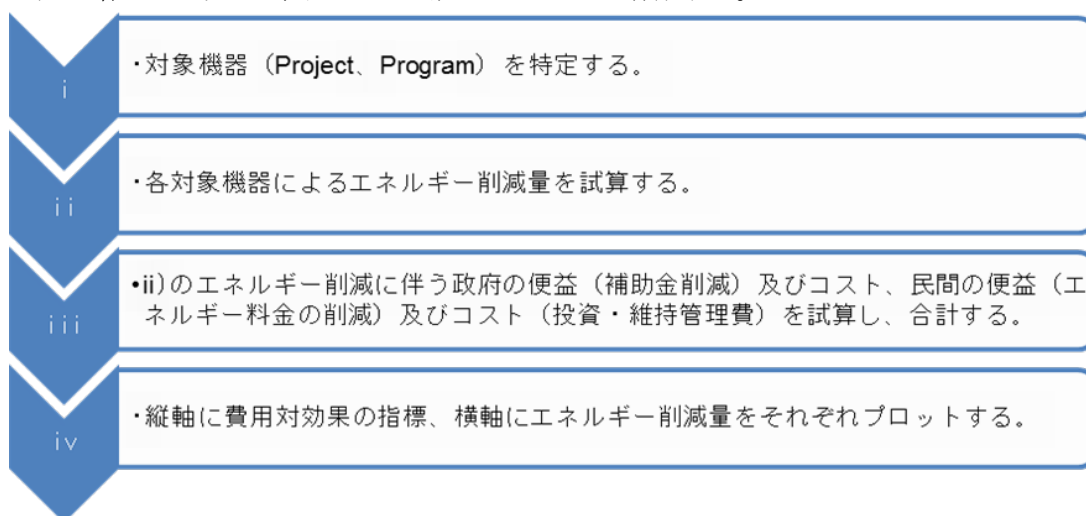 i
・対象機器（Project、Program）を特定する。
ii
・各対象機器によるエネルギー削減量を試算する。
iii
•ii)のエネルギー削減に伴う政府の便益（補助金削減）及びコスト、民間の便益（エ
ネルギー料金の削減）及びコスト（投資・維持管理費）を試算し、合計する。
iv
・縦軸に費用対効果の指標、横軸にエネルギー削減量をそれぞれプロットする。